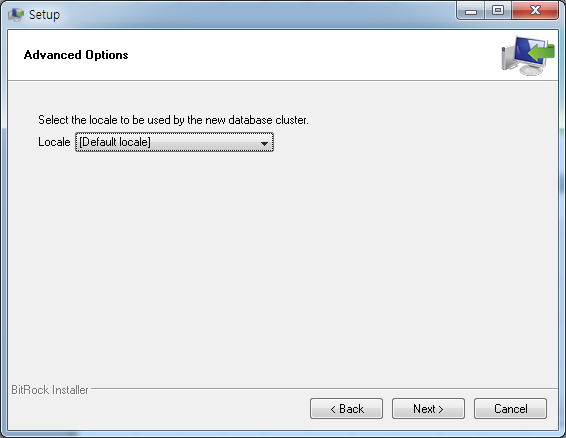 Setup
Advanced Options
Select the locale to be used by the new database cluster.
Locale [Default locale]
BitRock Installer
< Back Next > Cancel